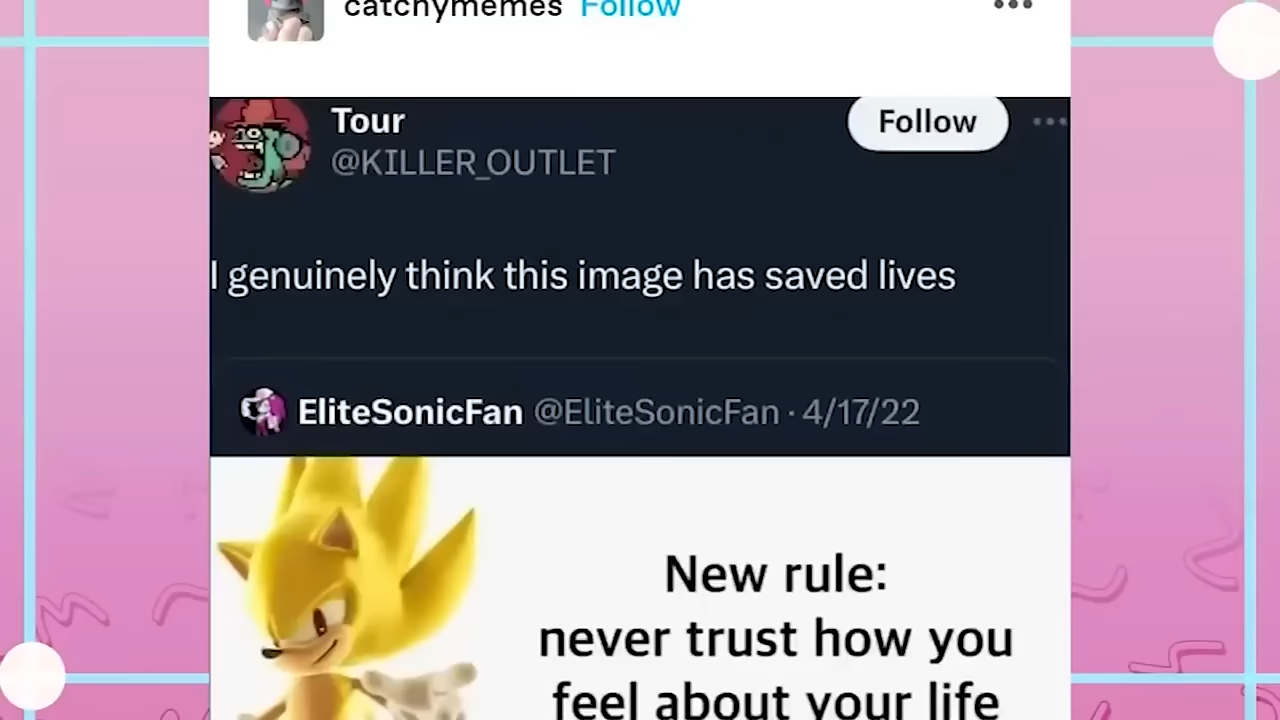 catchymemes Follow
Tour
Follow
@KILLER_OUTLET
I genuinely think this image has saved lives
EliteSonicFan @EliteSonicFan · 4/17/22
New rule:
never trust how you
feel about your life